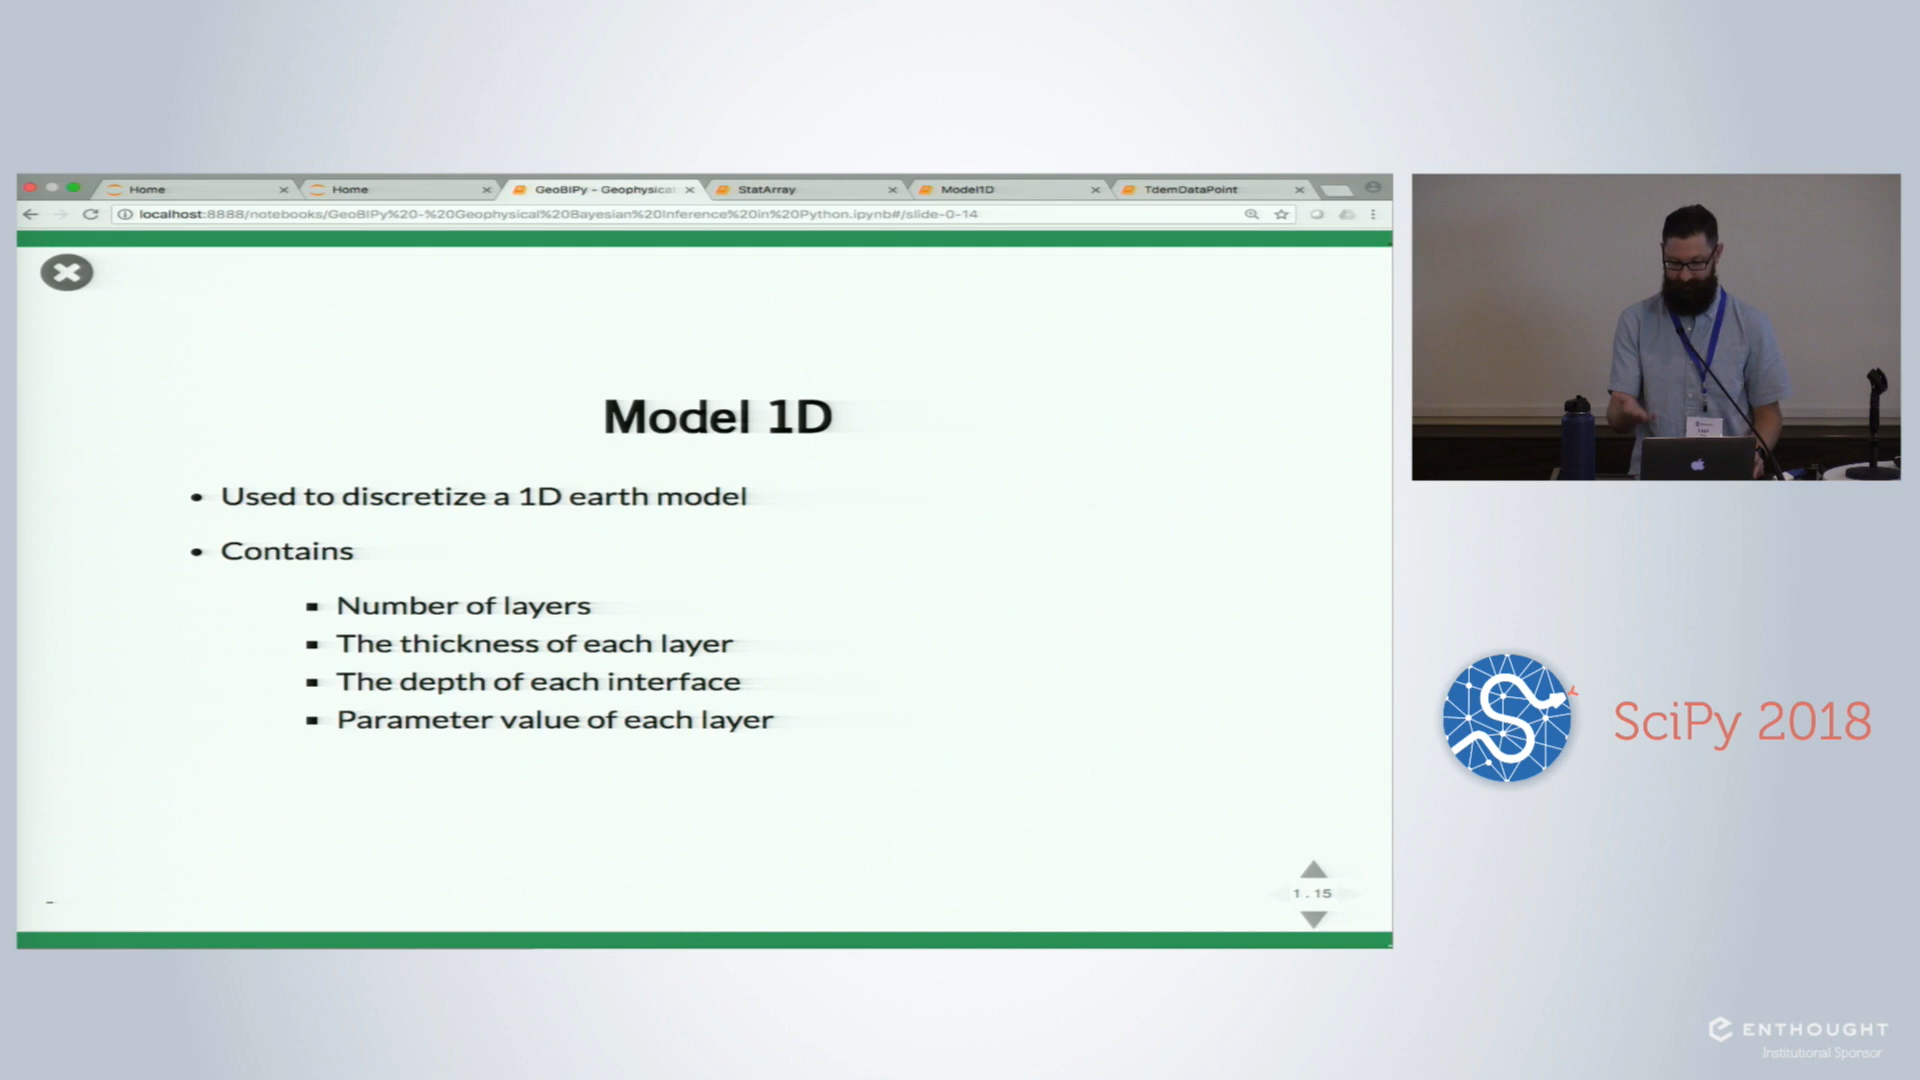 Home
Home
GeoBIPy - Geophysical
StatArray
Model1D
TdemDataPoint
localhost:8888/notebooks/GeoBIPy%20-%20Geophysical%20Bayesian%20Inference%20in%20Python.ipynb#/slide-0-14
Model 1D
• Used to discretize a 1D earth model
• Contains
▪ Number of layers
▪ The thickness of each layer
▪ The depth of each interface
▪ Parameter value of each layer
1 . 15
SciPy 2018
ENTHOUGHT
Institutional Sponsor